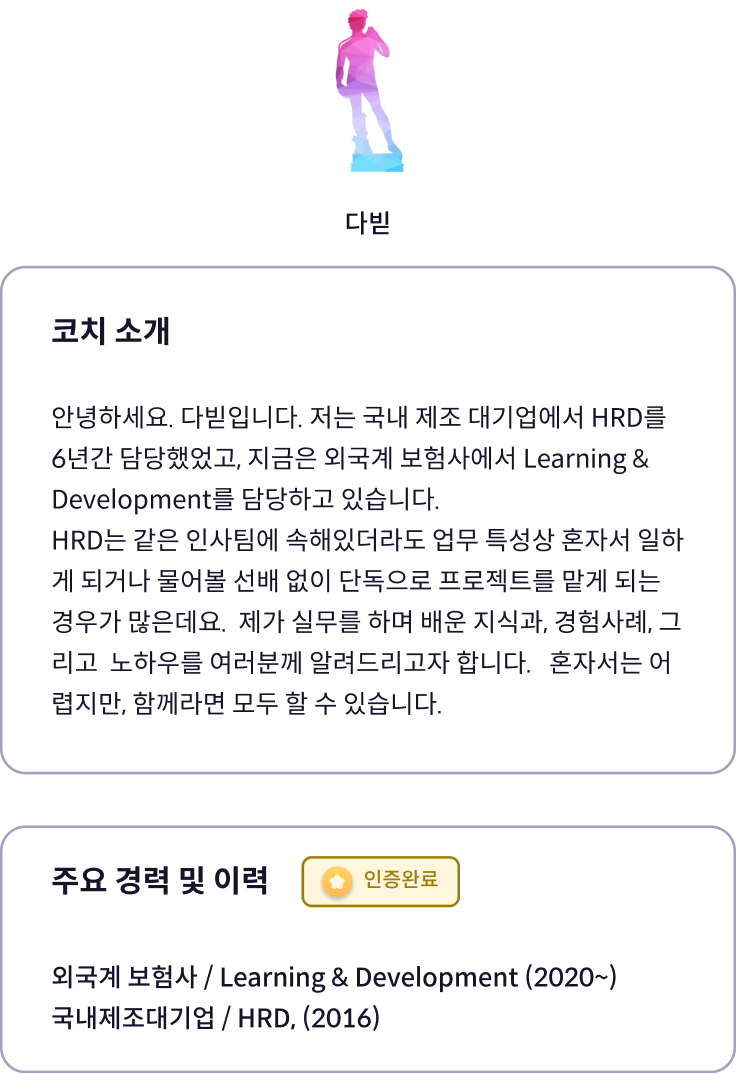 다빋
코치 소개
안녕하세요. 다빋입니다. 저는 국내 제조 대기업에서 HRD를
6년간 담당했었고, 지금은 외국계 보험사에서 Learning &
Development를 담당하고 있습니다.
HRD는 같은 인사팀에 속해있더라도 업무 특성상 혼자서 일하
게 되거나 물어볼 선배 없이 단독으로 프로젝트를 맡게 되는
경우가 많은데요.  제가 실무를 하며 배운 지식과, 경험사례, 그
리고  노하우를 여러분께 알려드리고자 합니다.   혼자서는 어
렵지만, 함께라면 모두 할 수 있습니다.
주요 경력 및 이력
인증완료
외국계 보험사 / Learning & Development (2020~)
국내제조대기업 / HRD, (2016)